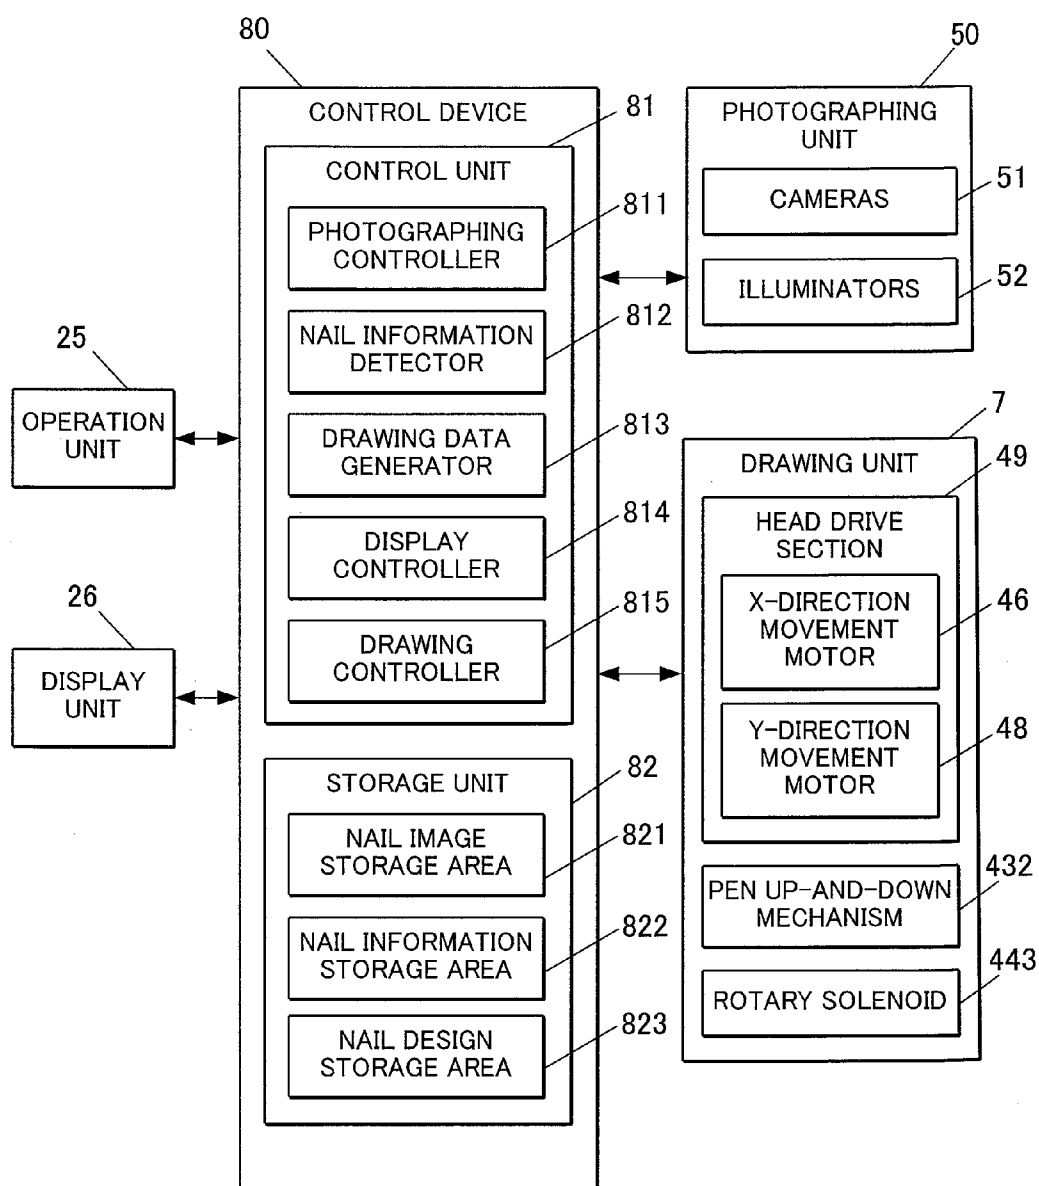 80
50
CONTROL DEVICE
81
PHOTOGRAPHING
UNIT
CONTROL UNIT
CAMERAS
51
PHOTOGRAPHING
CONTROLLER
811
ILLUMINATORS
52
NAIL INFORMATION
DETECTOR
812
25
OPERATION
UNIT
DRAWING DATA
GENERATOR
813
7
DRAWING UNIT
49
HEAD DRIVE
SECTION
DISPLAY
CONTROLLER
814
X-DIRECTION
MOVEMENT
MOTOR
46
26
DISPLAY
UNIT
DRAWING
CONTROLLER
815
Y-DIRECTION
MOVEMENT
MOTOR
48
STORAGE UNIT
82
NAIL IMAGE
STORAGE AREA
821
PEN UP-AND-DOWN
MECHANISM
432
NAIL INFORMATION
STORAGE AREA
822
ROTARY SOLENOID
443
NAIL DESIGN
STORAGE AREA
823